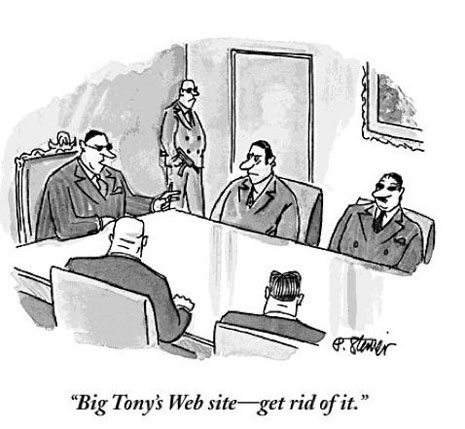 P. Steiner
"Big Tony's Web site—get rid of it."